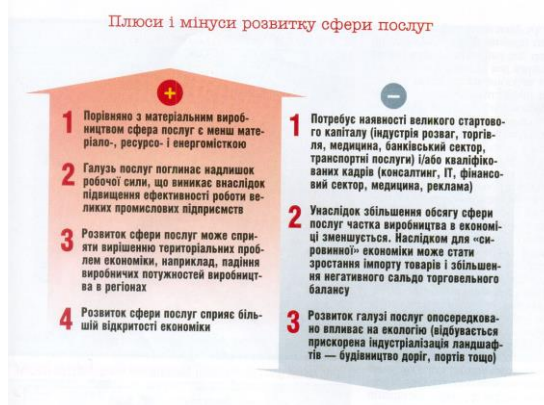 Плюси і мінуси розвитку сфери послуг
+
1 Порівняно з матеріальним вироб-
ництвом сфера послуг є менш мате-
ріало-, ресурсо- і енергомісткою
2 Галузь послуг поглинає надлишок
робочої сили, що виникає внаслідок
підвищення ефективності роботи ве-
ликих промислових підприємств
3 Розвиток сфери послуг може спри-
яти вирішенню територіальних проб-
лем економіки, наприклад, падіння
виробничих потужностей виробницт-
ва в регіонах
4 Розвиток сфери послуг сприяє біль-
шій відкритості економіки
–
1 Потребує наявності великого стартово-
го капіталу (індустрія розваг, торгів-
ля, медицина, банківський сектор,
транспортні послуги) і/або кваліфіко-
ваних кадрів (консалтинг, ІТ, фінансо-
вий сектор, медицина, реклама)
2 Унаслідок збільшення обсягу сфери
послуг частка виробництва в економі-
ці зменшується. Наслідком для «си-
ровинної» економіки може стати
зростання імпорту товарів і збільшен-
ня негативного сальдо торговельного
балансу
3 Розвиток галузі послуг опосередкова-
но впливає на екологію (відбувається
прискорена індустріалізація ландшаф-
тів — будівництво доріг, портів тощо)